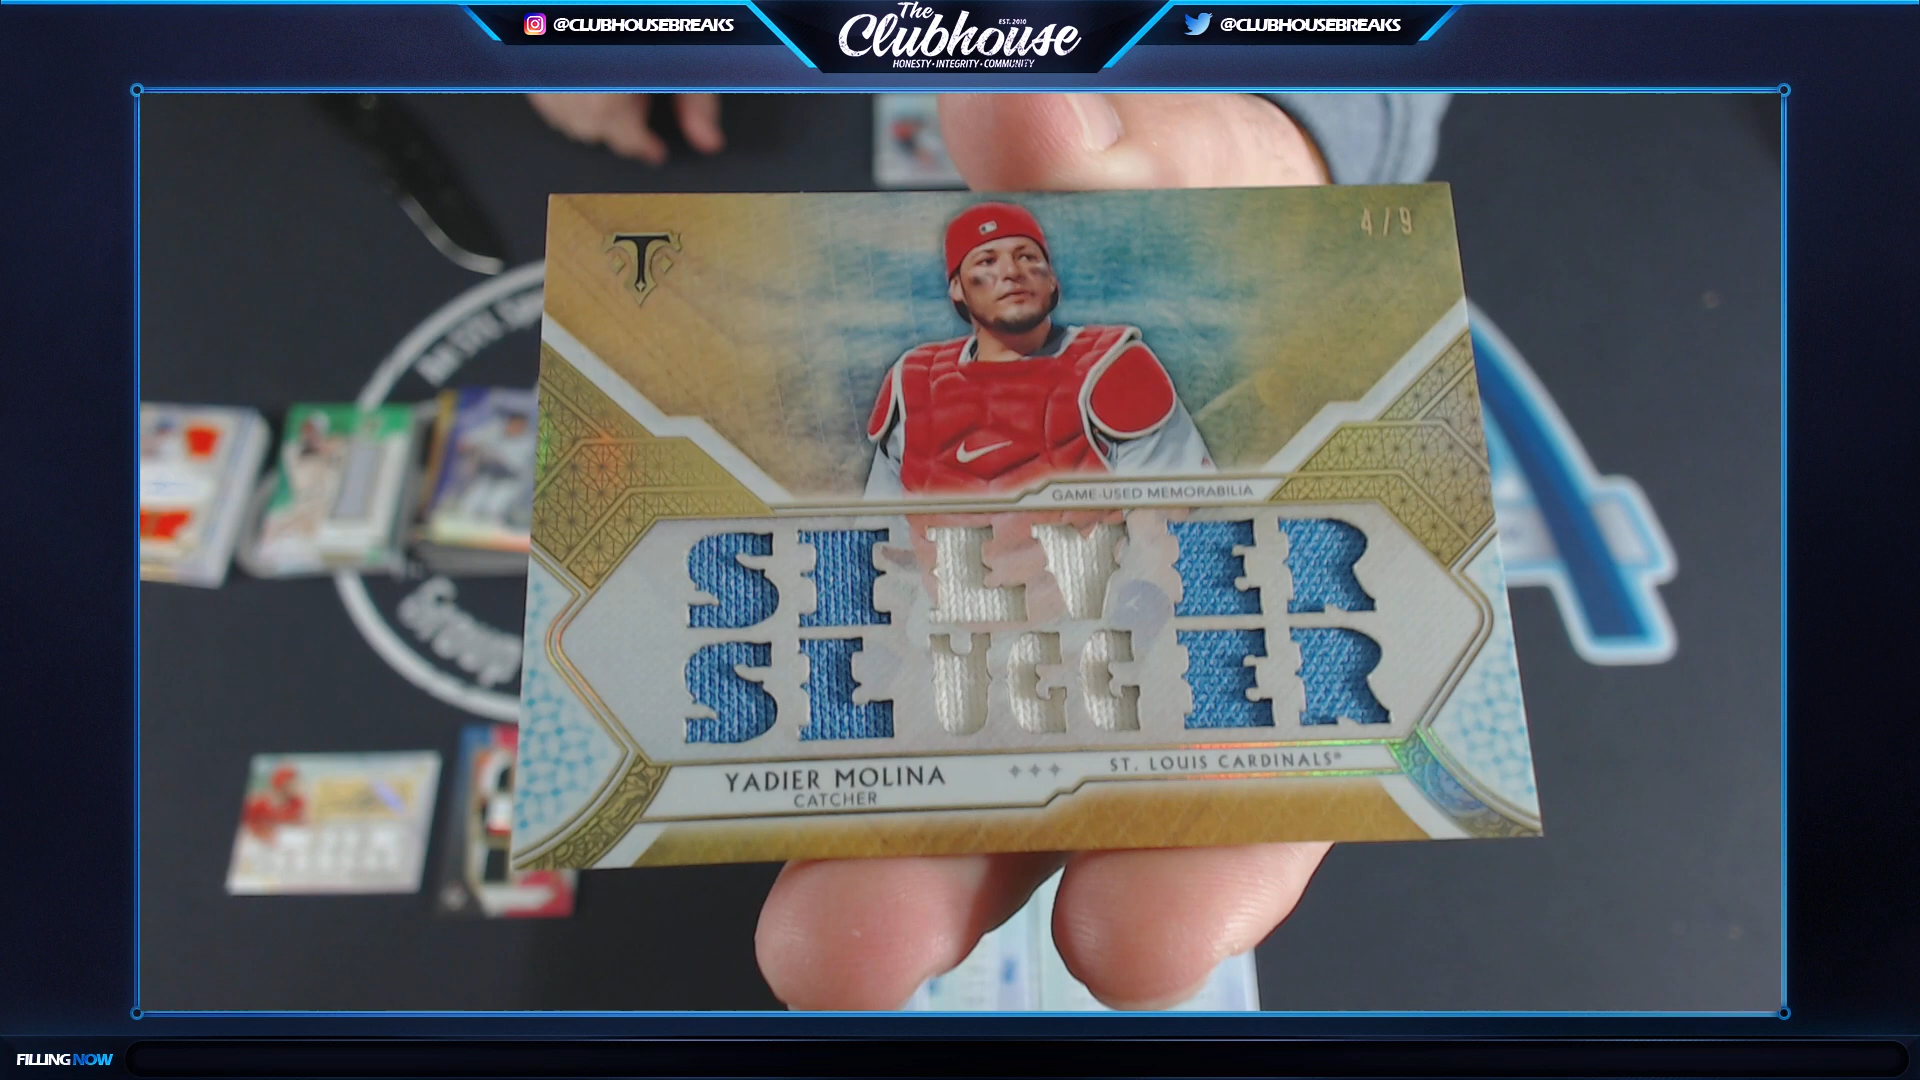 @CLUBHOUSEBREAKS
The
EST. 2010
Clubhouse
HONESTY • INTEGRITY • COMMUNITY
@CLUBHOUSEBREAKS
4/9
T
GAME-USED MEMORABILIA
SILVER
SLUGGER
YADIER MOLINA
CATCHER
ST. LOUIS CARDINALS®
Group
FILLING NOW